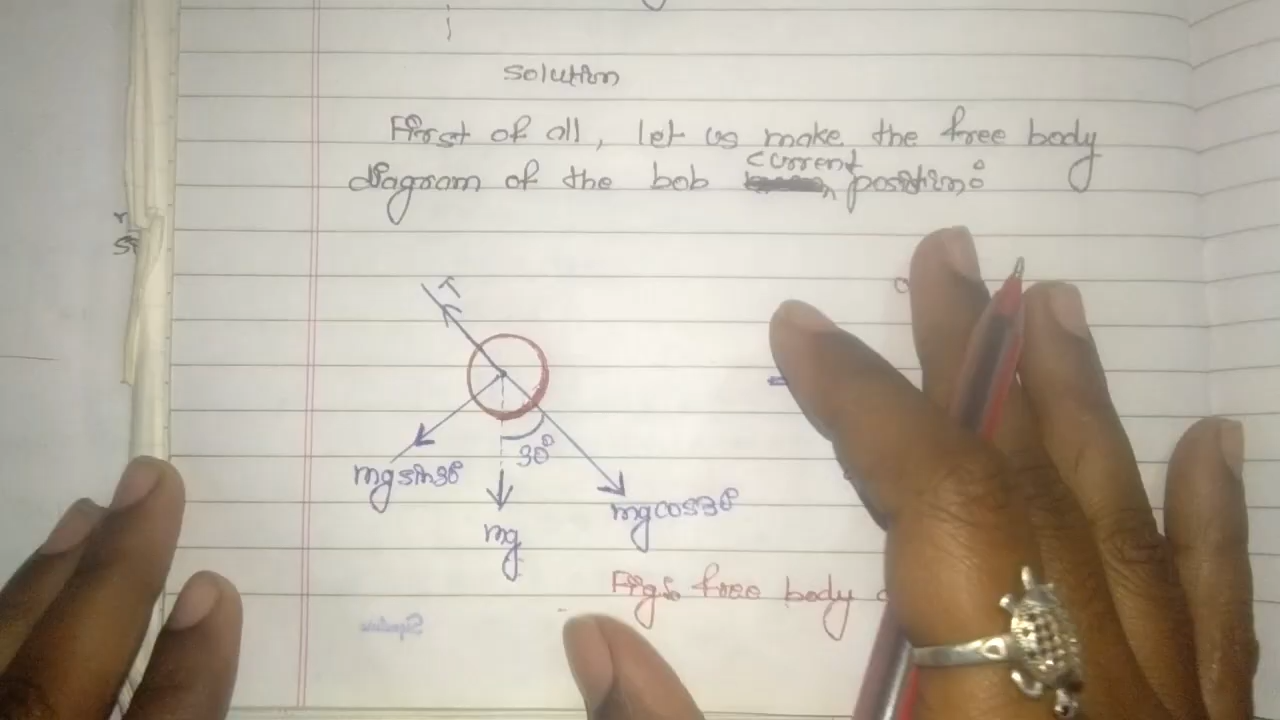 solution
First of all, let us make the free body
diagram of the bob current position:
T
30°
mgsin30°
mgcos30°
mg
Fig: free body